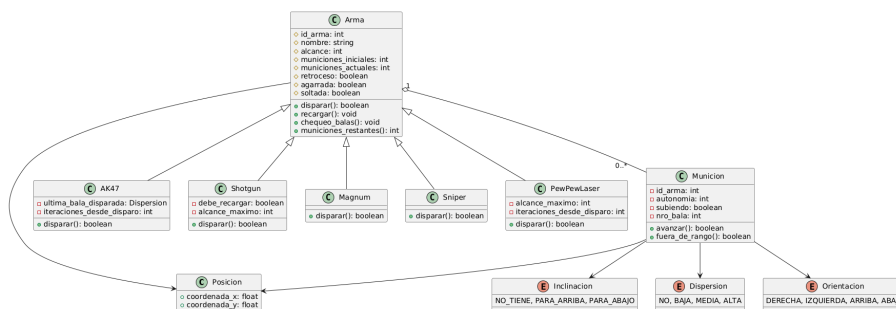 C Arma
id_arma: int
nombre: string
alcance: int
municiones_iniciales: int
municiones_actuales: int
retroceso: boolean
agarrada: boolean
soltada: boolean
disparar(): boolean
recargar(): void
chequeo_balas(): void
municiones_restantes(): int
1
0..*
C AK47
ultima_bala_disparada: Dispersion
iteraciones_desde_disparo: int
disparar(): boolean
C Shotgun
debe_recargar: boolean
alcance_maximo: int
disparar(): boolean
C Magnum
disparar(): boolean
C Sniper
disparar(): boolean
C PewPewLaser
alcance_maximo: int
iteraciones_desde_disparo: int
disparar(): boolean
C Municion
id_arma: int
autonomia: int
subiendo: boolean
nro_bala: int
avanzar(): boolean
fuera_de_rango(): boolean
C Posicion
coordenada_x: float
coordenada_y: float
E Inclinacion
NO_TIENE, PARA_ARRIBA, PARA_ABAJO
E Dispersion
NO, BAJA, MEDIA, ALTA
E Orientacion
DERECHA, IZQUIERDA, ARRIBA, ABA